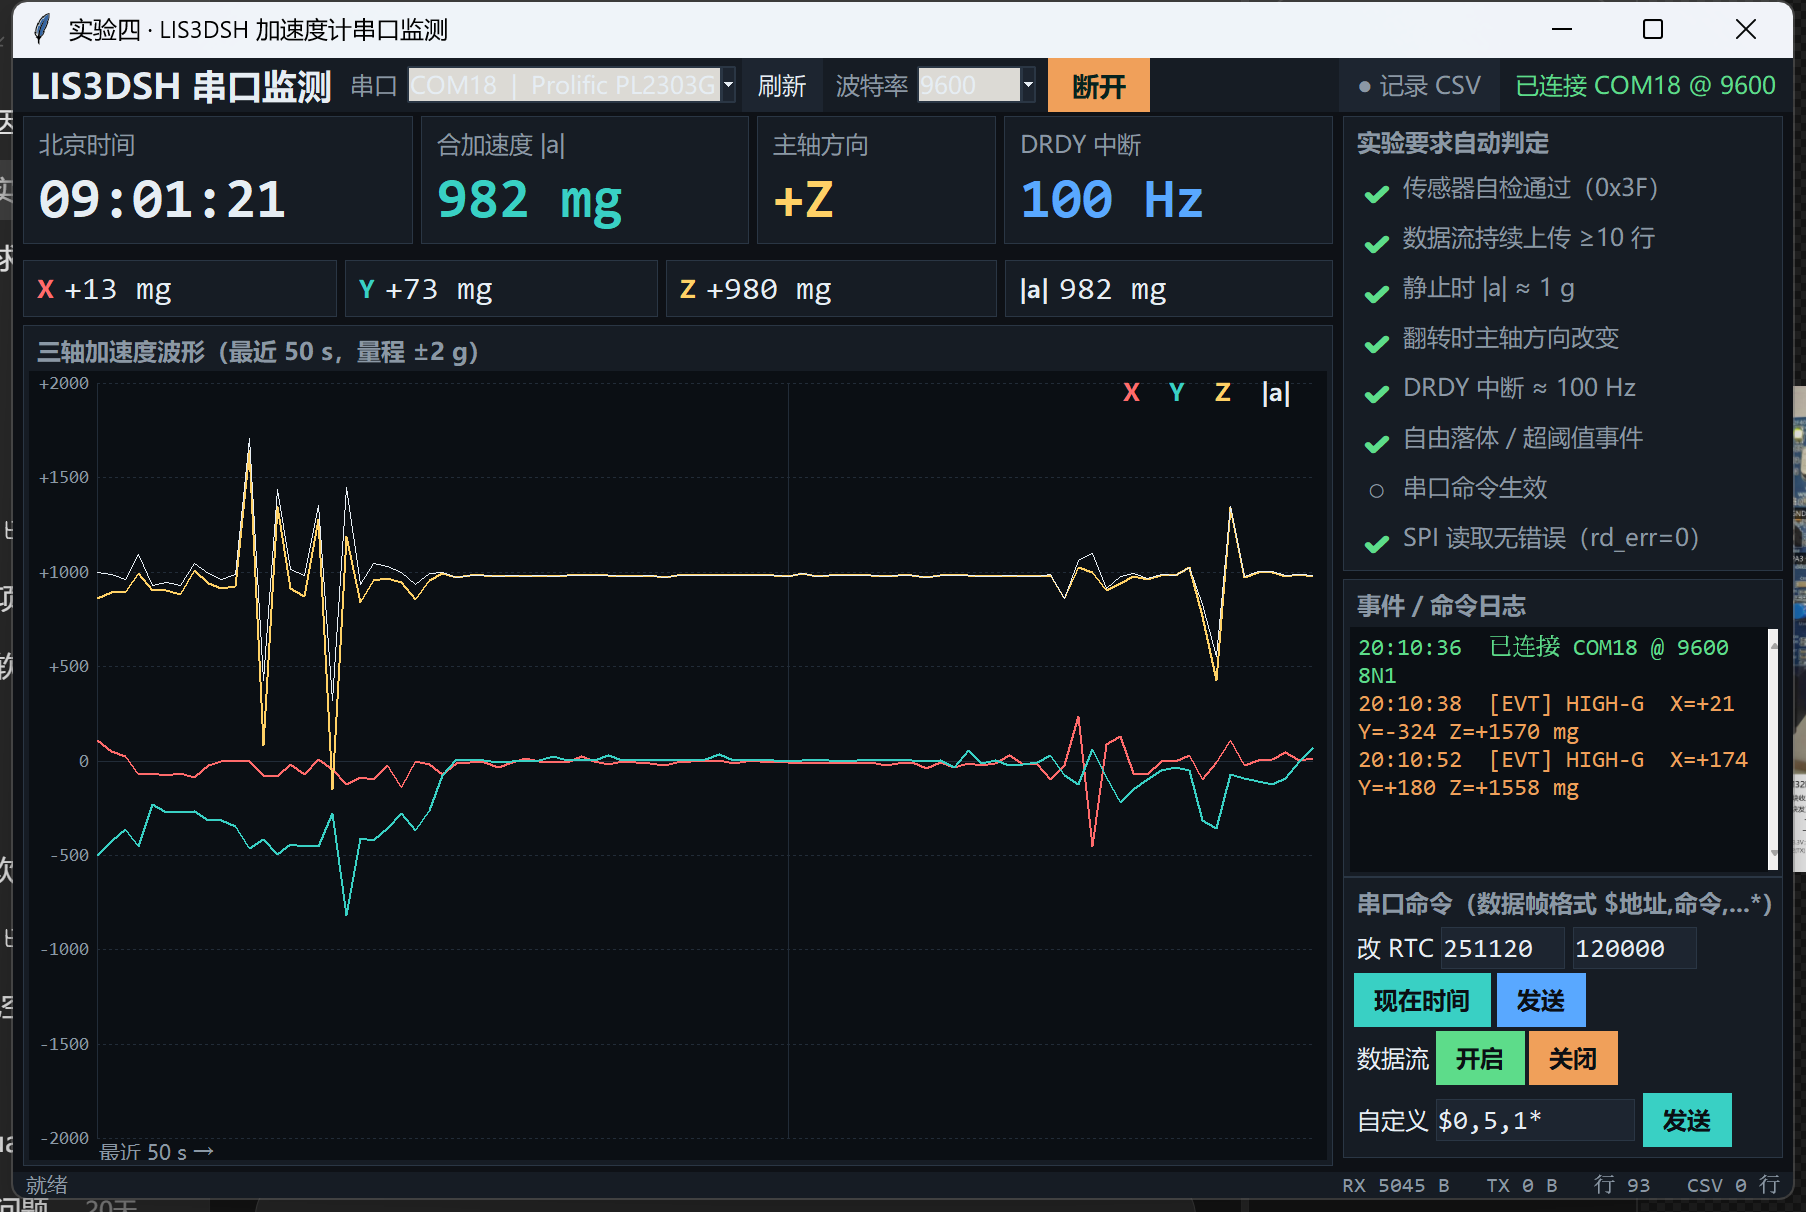 实验四 · LIS3DSH 加速度计串口监测
LIS3DSH 串口监测 串口 COM18 | Prolific PL2303G 刷新 波特率 9600 断开 ● 记录 CSV 已连接 COM18 @ 9600
北京时间
09:01:21
合加速度 |a|
982 mg
主轴方向
+Z
DRDY 中断
100 Hz
X +13 mg
Y +73 mg
Z +980 mg
|a| 982 mg
三轴加速度波形（最近 50 s，量程 ±2 g）
X Y Z |a|
+2000
+1500
+1000
+500
0
-500
-1000
-1500
-2000
最近 50 s →
实验要求自动判定
传感器自检通过（0x3F）
数据流持续上传 ≥10 行
静止时 |a| ≈ 1 g
翻转时主轴方向改变
DRDY 中断 ≈ 100 Hz
自由落体 / 超阈值事件
串口命令生效
SPI 读取无错误（rd_err=0）
事件 / 命令日志
20:10:36 已连接 COM18 @ 9600
8N1
20:10:38 [EVT] HIGH-G X=+21
Y=-324 Z=+1570 mg
20:10:52 [EVT] HIGH-G X=+174
Y=+180 Z=+1558 mg
串口命令（数据帧格式 $地址,命令,...*）
改 RTC 251120 120000
现在时间 发送
数据流 开启 关闭
自定义 $0,5,1* 发送
就绪
RX 5045 B TX 0 B 行 93 CSV 0 行